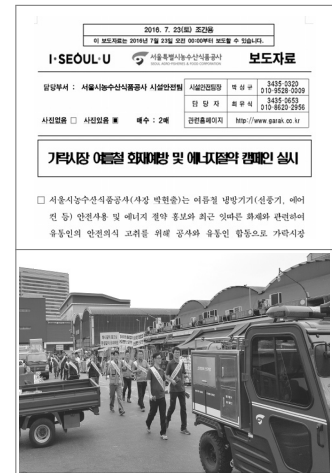 2016. 7. 23(토) 조간용
이 보도자료는 2016년 7월 23일 오전 00:00부터 보도할 수 있습니다.
I·SEOUL·U 서울특별시농수산식품공사 보도자료
담당부서 : 서울시농수산식품공사 시설안전팀
시설안전팀장 박상규 3435-0320
010-9528-0009
담 당 자 최우식 3435-0653
010-8620-2956
사진없음 □ 사진있음 ■ 매수 : 2매 관련홈페이지 http://www.garak.co.kr
가락시장 여름철 화재예방 및 에너지절약 캠페인 실시
□ 서울시농수산식품공사(사장 박현출)는 여름철 냉방기기(선풍기, 에어
컨 등) 안전사용 및 에너지 절약 홍보와 최근 잇따른 화재와 관련하여
유통인의 안전의식 고취를 위해 공사와 유통인 합동으로 가락시장